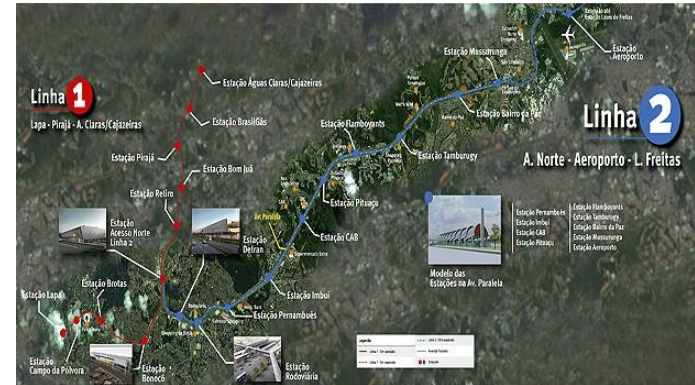 Linha 1
Lapa - Pirajá - A. Claras/Cajazeiras
Estação Águas Claras/Cajazeiras
Estação BrasilGás
Estação Pirajá
Estação Bom Juá
Estação Retiro
Estação
Acesso Norte
Linha 2
Estação
Detran
Estação Brotas
Estação Lapa
Estação
Campo da Pólvora
Estação
Bonocô
Estação
Rodoviária
Estação Pernambués
Estação Imbui
Estação CAB
Estação Pituaçu
Av. Paralela
Estação Flamboyants
Estação Tamburugy
Estação Bairro da Paz
Estação Mussurunga
Estação
Aeroporto
Linha 2
A. Norte - Aeroporto - L. Freitas
Modelo das
Estações na Av. Paralela
Estação Pernambués
Estação Imbuí
Estação CAB
Estação Pituaçu
Estação Flamboyants
Estação Tamburugy
Estação Bairro da Paz
Estação Mussurunga
Estação Aeroporto